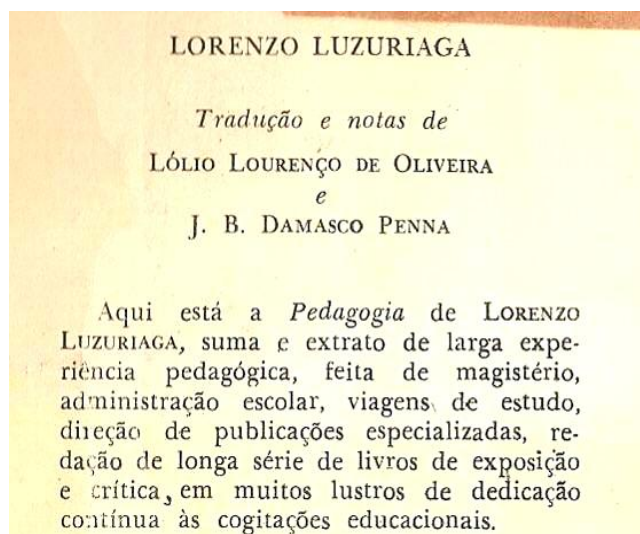 LORENZO LUZURIAGA
Tradução e notas de
LÓLIO LOURENÇO DE OLIVEIRA
e
J. B. DAMASCO PENNA
Aqui está a Pedagogia de LORENZO
LUZURIAGA, suma e extrato de larga expe-
riência pedagógica, feita de magistério,
administração escolar, viagens de estudo,
direção de publicações especializadas, re-
dação de longa série de livros de exposição
e crítica, em muitos lustros de dedicação
contínua às cogitações educacionais.